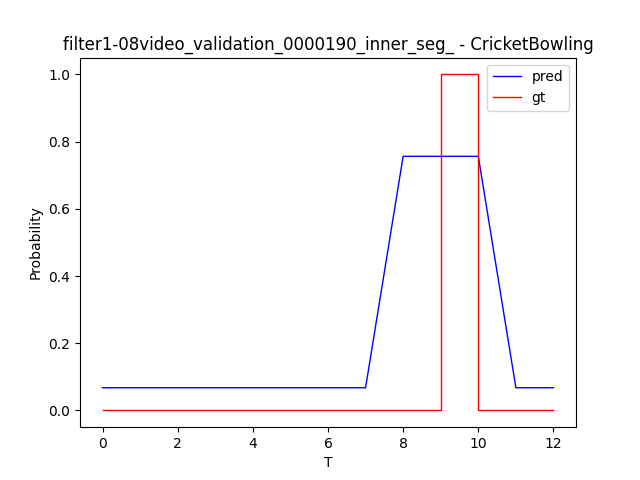 filter1-08video_validation_0000190_inner_seg_ - CricketBowling
pred
gt
1.0
0.8
0.6
0.4
0.2
0.0
Probability
0 2 4 6 8 10 12
T